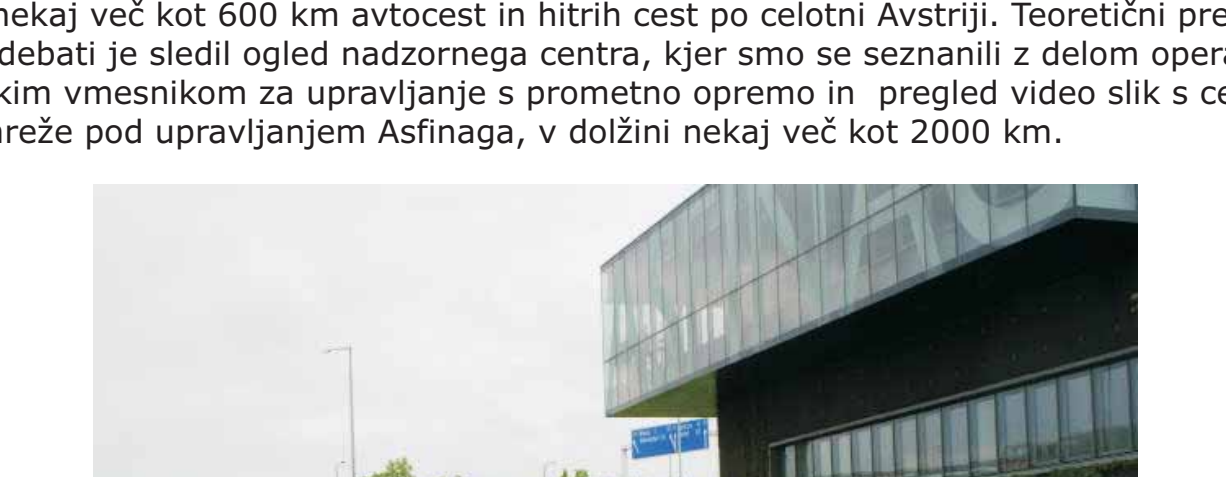 nekaj več kot 600 km avtocest in hitrih cest po celotni Avstriji. Teoretični pre
debati je sledil ogled nadzornega centra, kjer smo se seznanili z delom opera
kim vmesnikom za upravljanje s prometno opremo in pregled video slik s ce
reže pod upravljanjem Asfinaga, v dolžini nekaj več kot 2000 km.